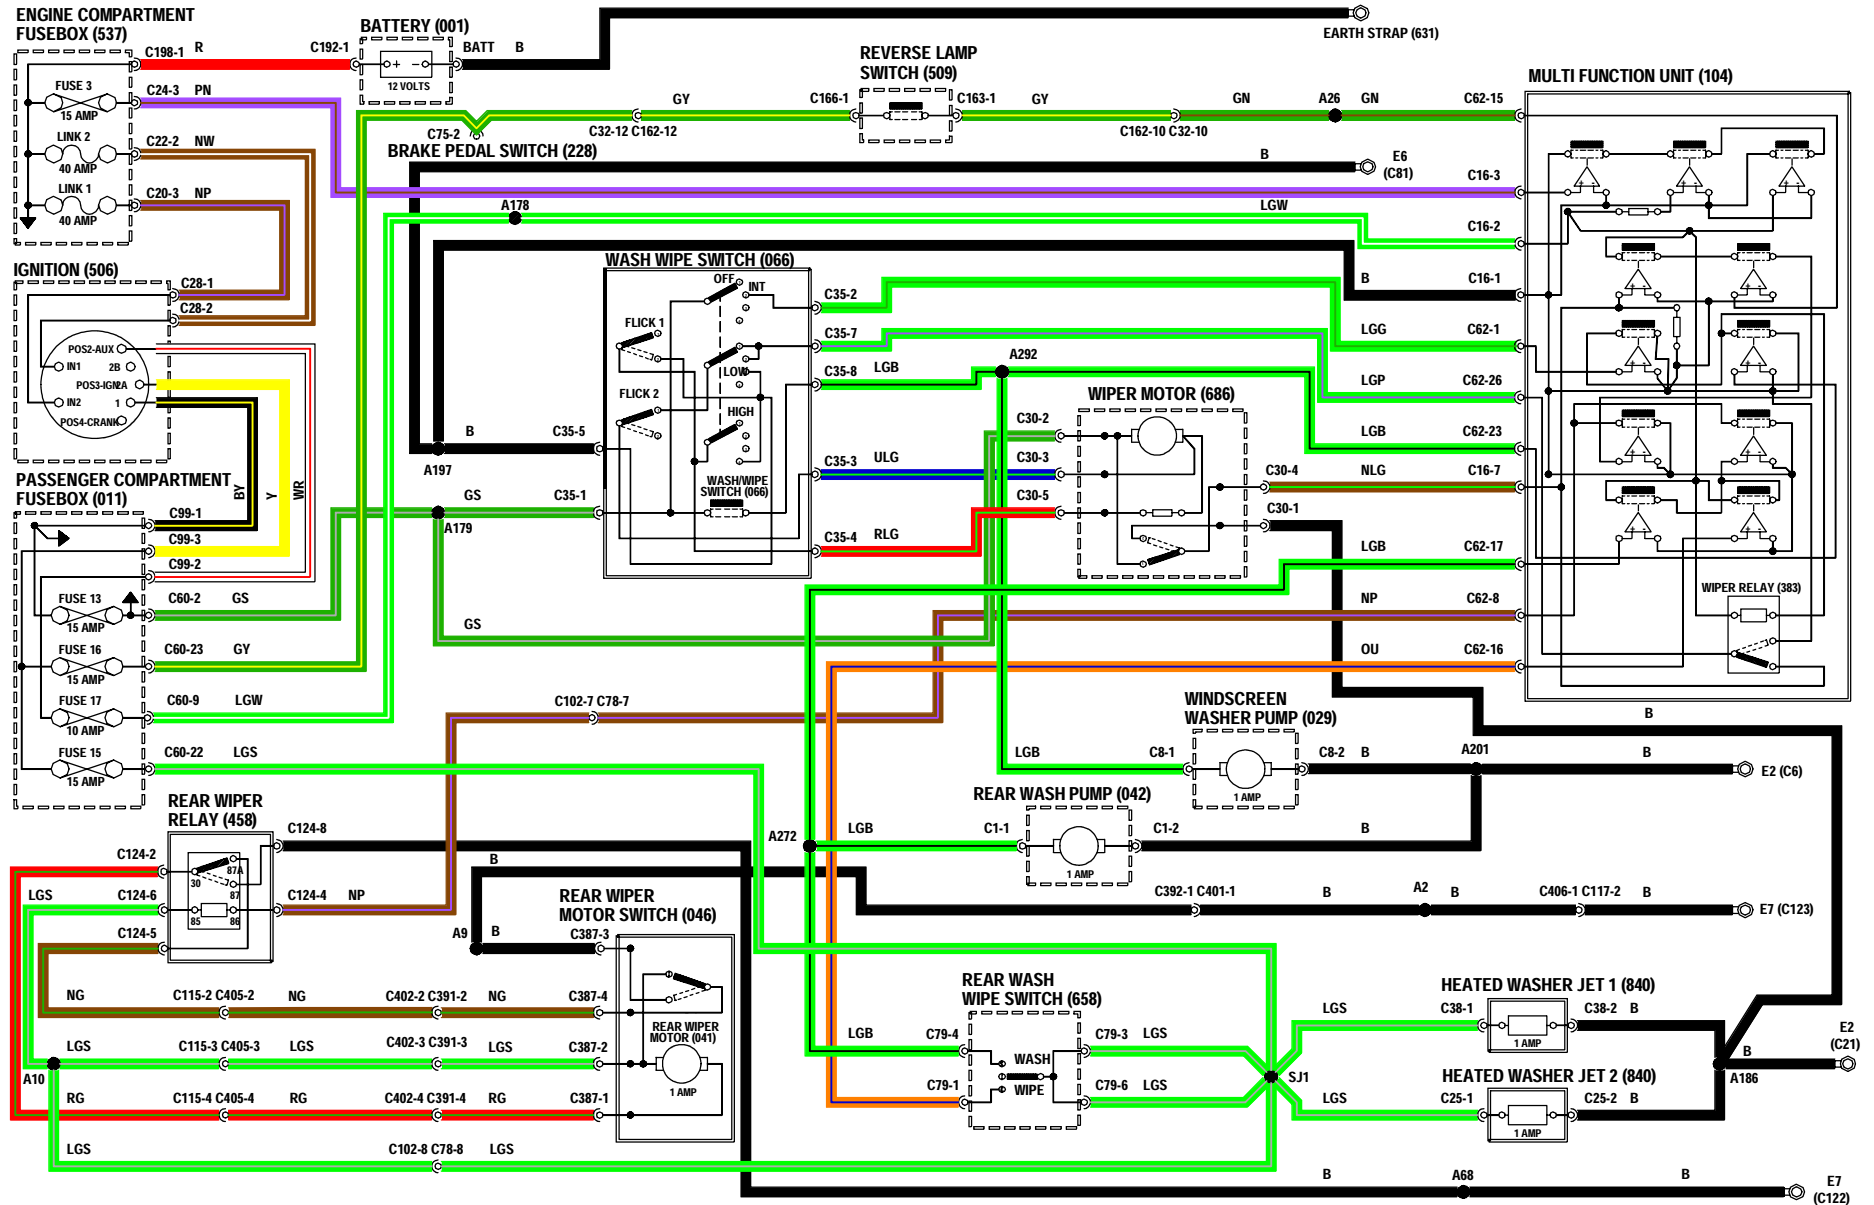 ENGINE COMPARTMENT
FUSEBOX (537)
C198-1 R
C192-1
BATTERY (001)
BATT B
12 VOLTS
EARTH STRAP (631)
FUSE 3
15 AMP
C24-3 PN
LINK 2
40 AMP
C22-2 NW
LINK 1
40 AMP
C20-3 NP
REVERSE LAMP
SWITCH (509)
C166-1
C163-1
GY
GY
GN
A26
GN
C62-15
C75-2
C32-12 C162-12
C162-10 C32-10
BRAKE PEDAL SWITCH (228)
B
E6
(C81)
MULTI FUNCTION UNIT (104)
C16-3
A178
LGW
C16-2
IGNITION (506)
C28-1
C28-2
POS2-AUX
IN1
2B
POS3-IGN
2A
IN2
1
POS4-CRANK
BY
Y
WR
WASH WIPE SWITCH (066)
OFF
INT
FLICK 1
LOW
FLICK 2
HIGH
WASH/WIPE
SWITCH (066)
C35-2
C35-7
C35-8 LGB
A292
B
C16-1
LGG
C62-1
LGP
C62-26
LGB
C62-23
NLG
C16-7
B
C35-5
A197
C35-3
ULG
C35-1
GS
A179
C35-4
RLG
WIPER MOTOR (686)
C30-2
C30-3
C30-5
C30-4
C30-1
LGB
C62-17
NP
C62-8
OU
C62-16
WIPER RELAY (383)
PASSENGER COMPARTMENT
FUSEBOX (011)
C99-1
C99-3
C99-2
FUSE 13
15 AMP
C60-2 GS
FUSE 16
15 AMP
C60-23 GY
FUSE 17
10 AMP
C60-9 LGW
FUSE 15
15 AMP
C60-22 LGS
GS
C102-7 C78-7
WINDSCREEN
WASHER PUMP (029)
LGB
C8-1
C8-2 B
1 AMP
A201
B
B
E2 (C6)
REAR WASH PUMP (042)
A272
LGB
C1-1
C1-2
B
1 AMP
REAR WIPER
RELAY (458)
C124-8
C124-2
30
87A
87
LGS
C124-6
85
86
C124-4 NP
C124-5
B
REAR WIPER
MOTOR SWITCH (046)
A9
B
C387-3
C392-1 C401-1
B
A2
B
C406-1 C117-2
B
E7 (C123)
NG
C115-2 C405-2
NG
C402-2 C391-2
NG
C387-4
REAR WIPER
MOTOR (041)
1 AMP
LGS
C115-3 C405-3
LGS
C402-3 C391-3
LGS
C387-2
A10
RG
C115-4 C405-4
RG
C402-4 C391-4
RG
C387-1
LGS
C102-8 C78-8
LGS
REAR WASH
WIPE SWITCH (658)
LGB
C79-4
C79-3 LGS
WASH
WIPE
C79-1
C79-6 LGS
SJ1
HEATED WASHER JET 1 (840)
LGS
C38-1
C38-2 B
1 AMP
HEATED WASHER JET 2 (840)
LGS
C25-1
C25-2 B
1 AMP
B
A186
E2
(C21)
B
A68
B
E7
(C122)